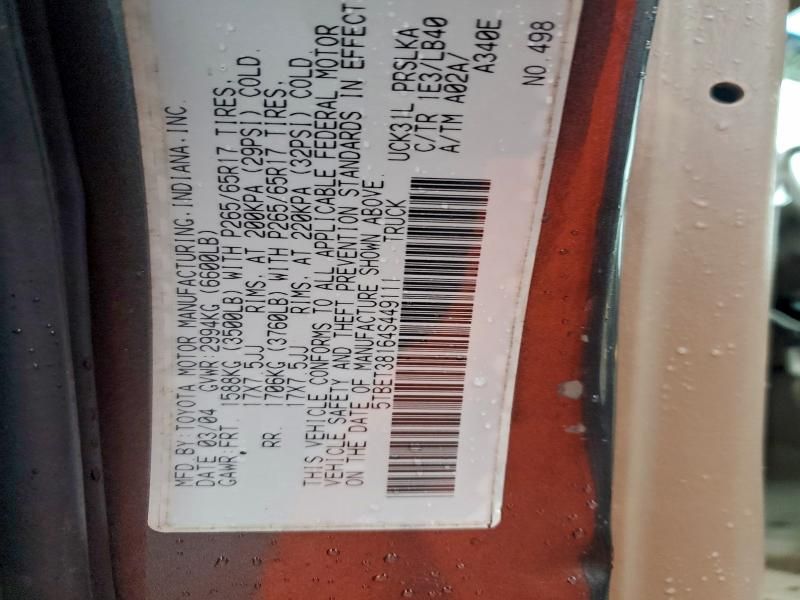 MFD.BY:TOYOTA MOTOR MANUFACTURING,INDIANA,INC.
DATE 03/04 GVWR:2994KG (6600LB)
GAWR:FRT. 1588KG (3500LB) WITH P265/65R17 TIRES,
17X7.5JJ RIMS, AT 200KPA (29PSI) COLD.
RR. 1706KG (3760LB) WITH P265/65R17 TIRES,
17X7.5JJ RIMS, AT 220KPA (32PSI) COLD.
THIS VEHICLE CONFORMS TO ALL APPLICABLE FEDERAL MOTOR
VEHICLE SAFETY AND THEFT PREVENTION STANDARDS IN EFFECT
ON THE DATE OF MANUFACTURE SHOWN ABOVE.
5TBET38164S449111 TRUCK
UCK31L PRSLKA
C/TR 1E3/LB40
A/TM A02A/
A340E
NO.498